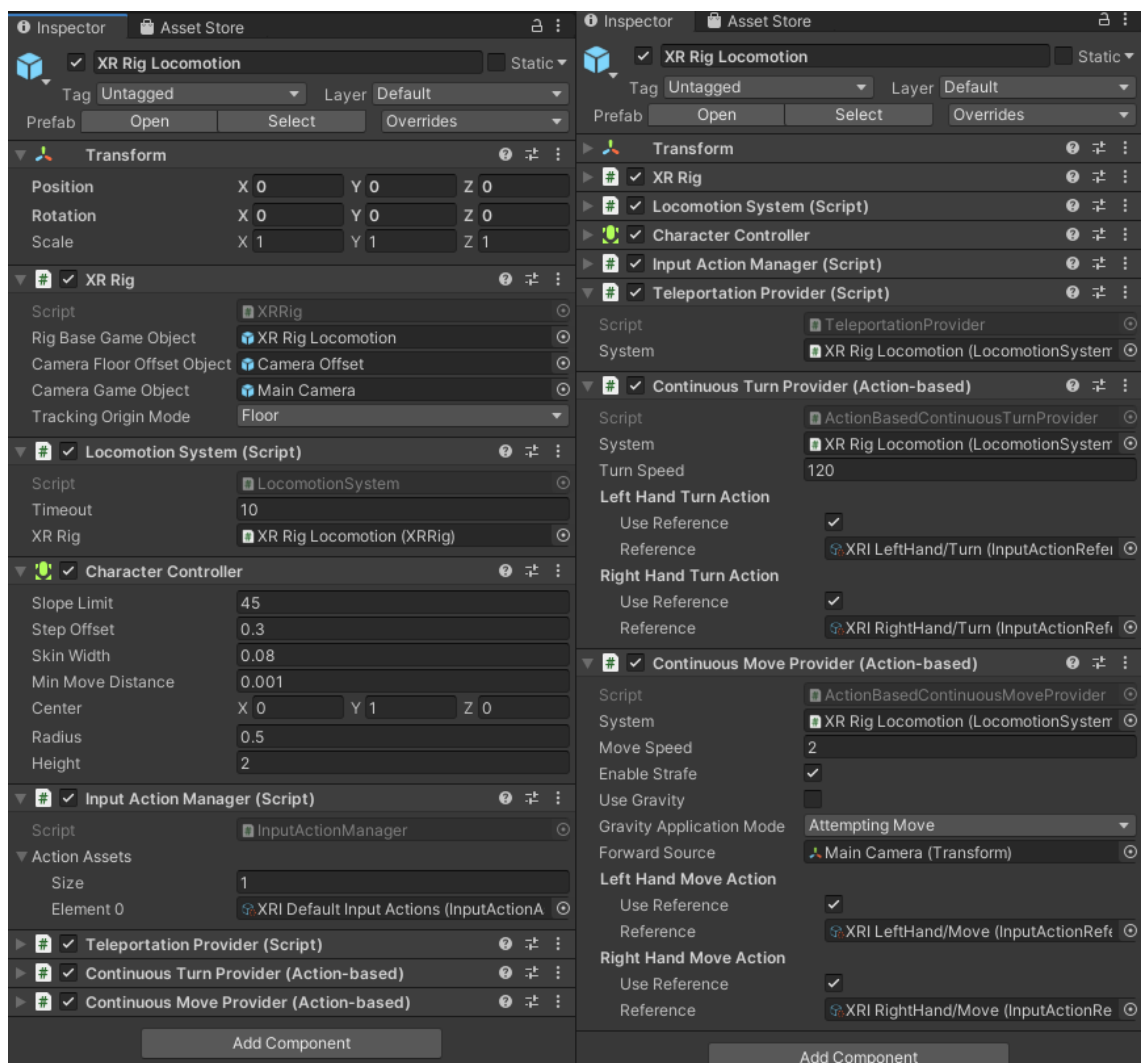 Inspector Asset Store
XR Rig Locomotion Static
Tag Untagged Layer Default
Prefab Open Select Overrides
Transform
Position X 0 Y 0 Z 0
Rotation X 0 Y 0 Z 0
Scale X 1 Y 1 Z 1
# XR Rig
Script XRRig
Rig Base Game Object XR Rig Locomotion
Camera Floor Offset Object Camera Offset
Camera Game Object Main Camera
Tracking Origin Mode Floor
# Locomotion System (Script)
Script LocomotionSystem
Timeout 10
XR Rig XR Rig Locomotion (XRRig)
Character Controller
Slope Limit 45
Step Offset 0.3
Skin Width 0.08
Min Move Distance 0.001
Center X 0 Y 1 Z 0
Radius 0.5
Height 2
# Input Action Manager (Script)
Script InputActionManager
Action Assets
Size 1
Element 0 XRI Default Input Actions (InputActionA
# Teleportation Provider (Script)
# Continuous Turn Provider (Action-based)
# Continuous Move Provider (Action-based)
Add Component
Inspector Asset Store
XR Rig Locomotion Static
Tag Untagged Layer Default
Prefab Open Select Overrides
Transform
# XR Rig
# Locomotion System (Script)
Character Controller
# Input Action Manager (Script)
# Teleportation Provider (Script)
Script TeleportationProvider
System XR Rig Locomotion (LocomotionSystem
# Continuous Turn Provider (Action-based)
Script ActionBasedContinuousTurnProvider
System XR Rig Locomotion (LocomotionSystem
Turn Speed 120
Left Hand Turn Action
Use Reference
Reference XRI LeftHand/Turn (InputActionRefer
Right Hand Turn Action
Use Reference
Reference XRI RightHand/Turn (InputActionRefe
# Continuous Move Provider (Action-based)
Script ActionBasedContinuousMoveProvider
System XR Rig Locomotion (LocomotionSystem
Move Speed 2
Enable Strafe
Use Gravity
Gravity Application Mode Attempting Move
Forward Source Main Camera (Transform)
Left Hand Move Action
Use Reference
Reference XRI LeftHand/Move (InputActionRefe
Right Hand Move Action
Use Reference
Reference XRI RightHand/Move (InputActionRe
Add Component